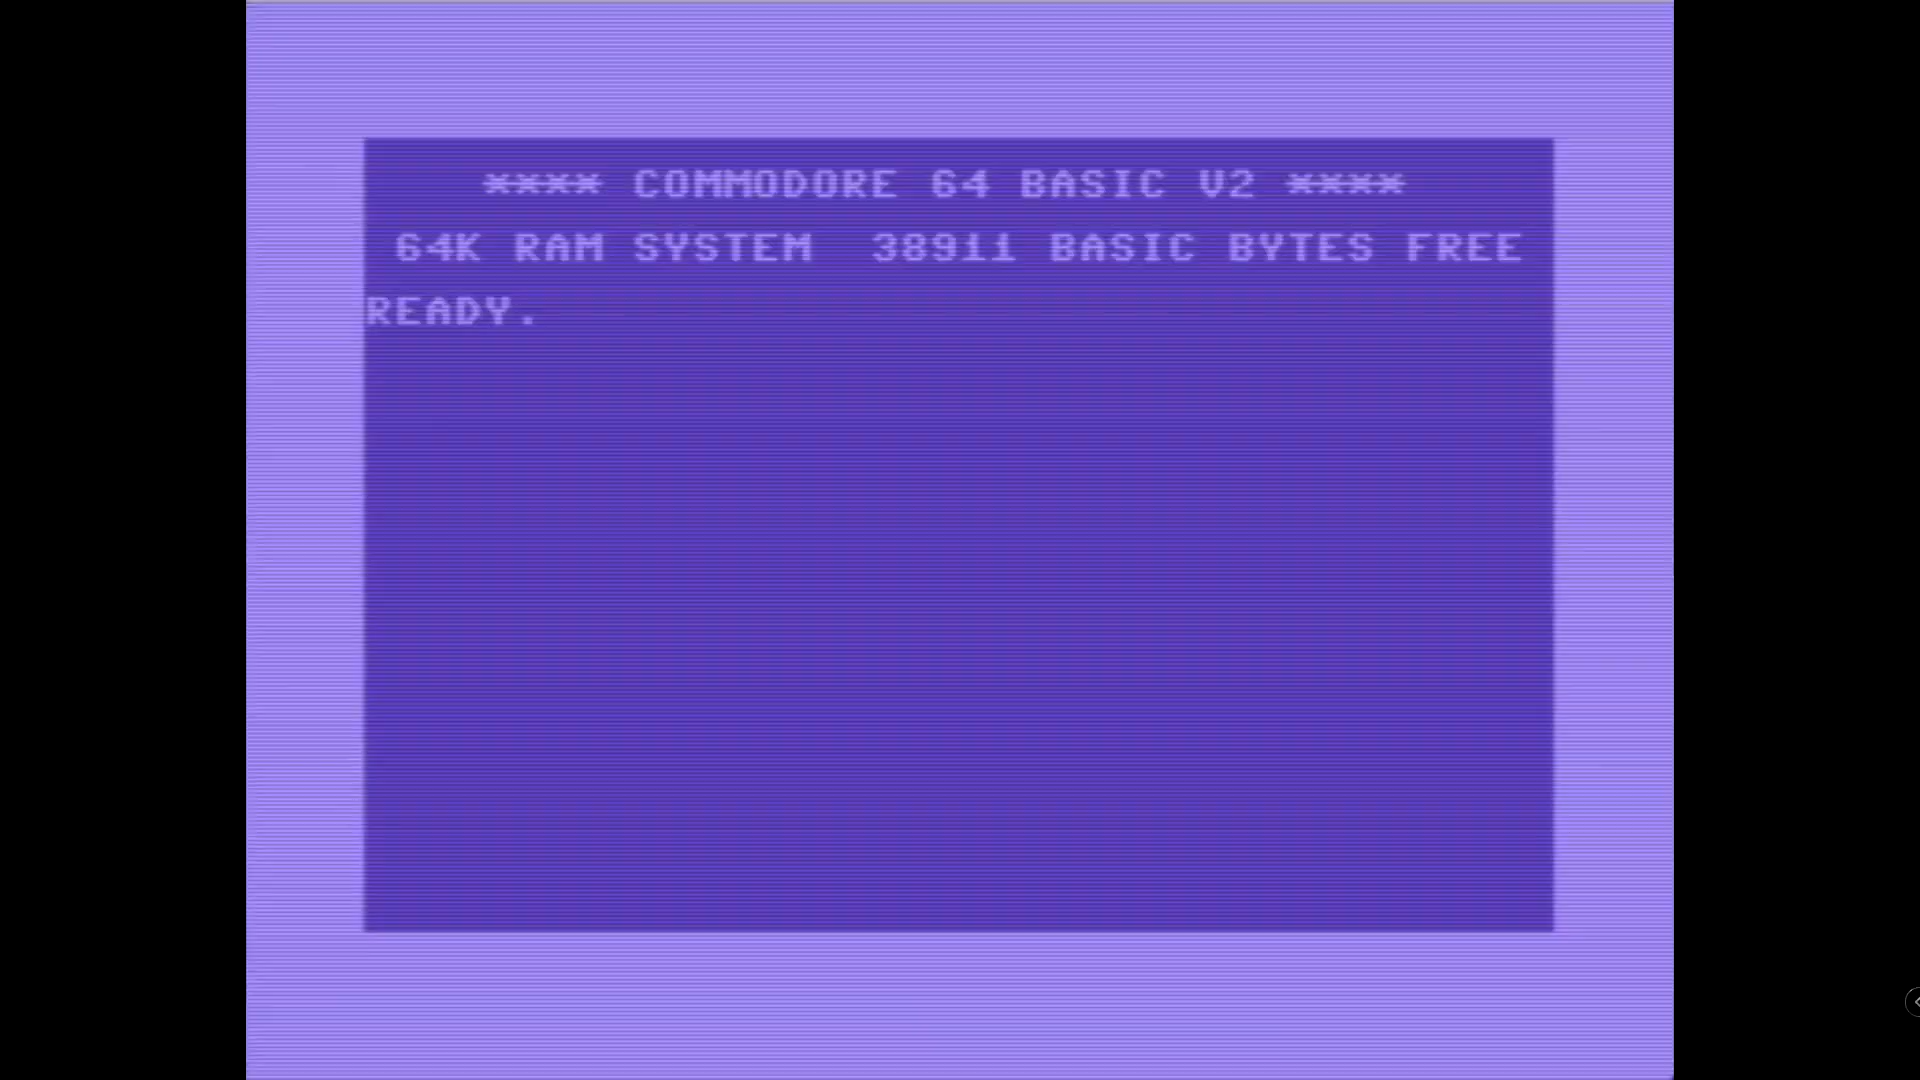 **** COMMODORE 64 BASIC V2 ****
64K RAM SYSTEM  38911 BASIC BYTES FREE
READY.